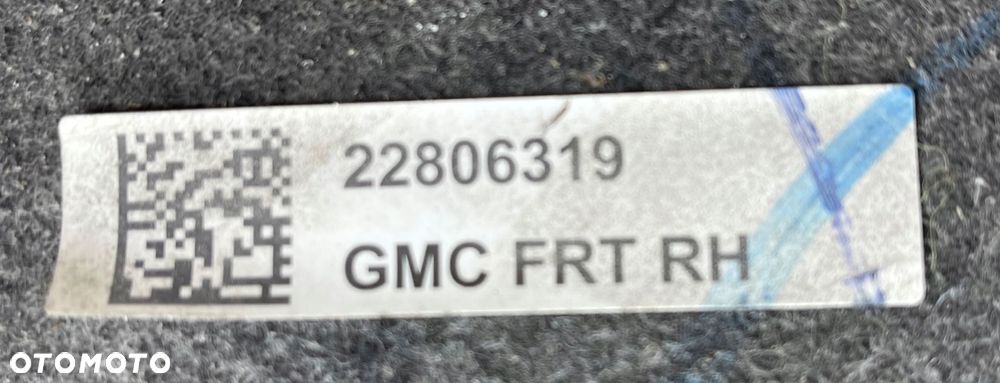 22806319
GMC FRT RH
OTOMOTO